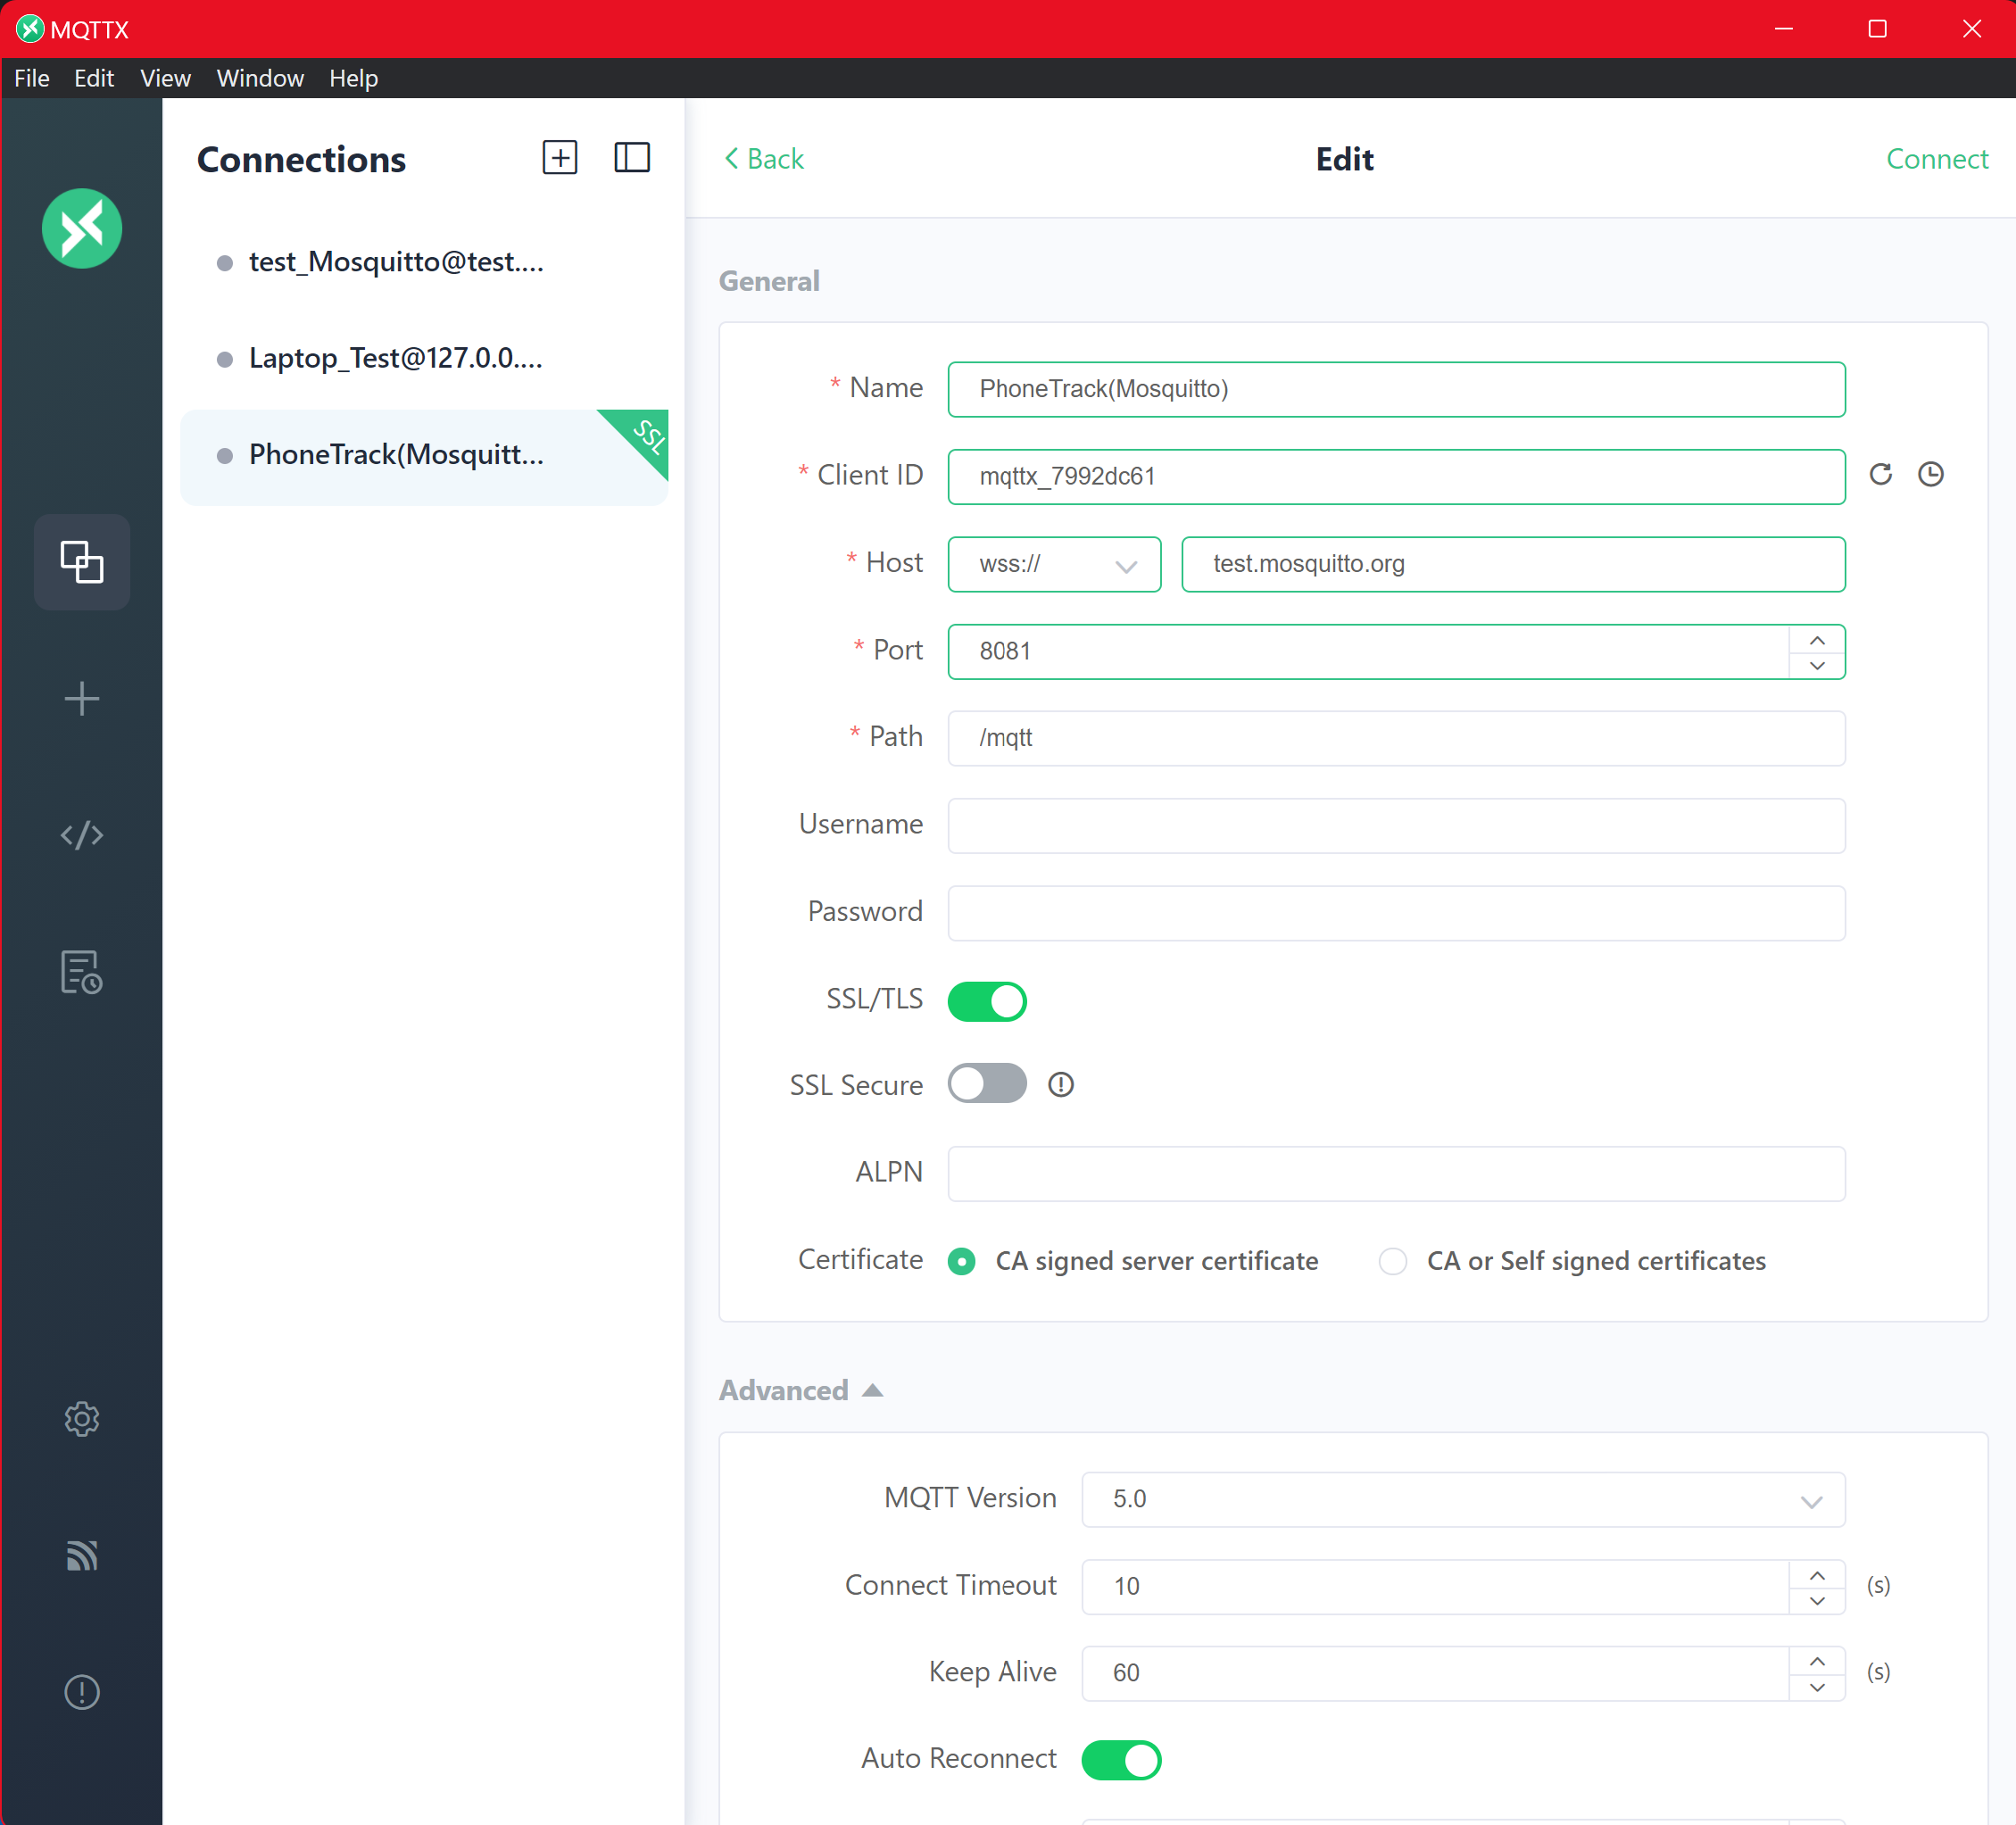 MQTTX
File Edit View Window Help
Connections
test_Mosquitto@test....
Laptop_Test@127.0.0....
PhoneTrack(Mosquitt...
SSL
Back
Edit
Connect
General
* Name PhoneTrack(Mosquitto)
* Client ID mqttx_7992dc61
* Host wss:// test.mosquitto.org
* Port 8081
* Path /mqtt
Username
Password
SSL/TLS
SSL Secure
ALPN
Certificate CA signed server certificate CA or Self signed certificates
Advanced
MQTT Version 5.0
Connect Timeout 10 (s)
Keep Alive 60 (s)
Auto Reconnect